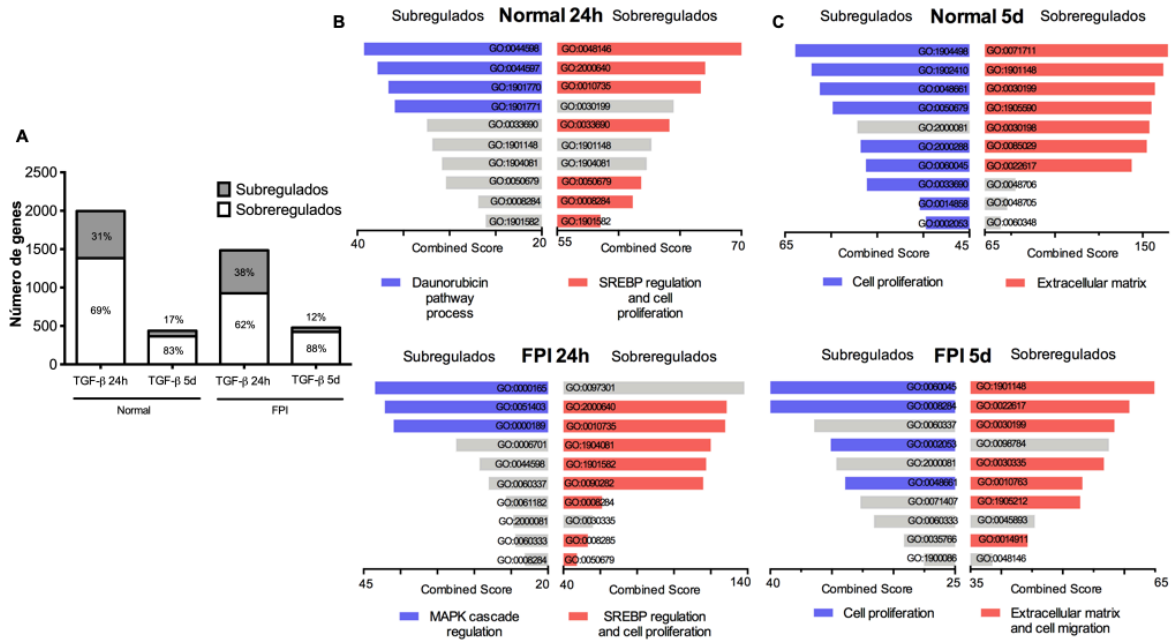 A
2500
2000
1500
1000
500
0
Número de genes
Subregulados
Sobreregulados
31%
69%
17%
83%
38%
62%
12%
88%
TGF-β 24h
TGF-β 5d
TGF-β 24h
TGF-β 5d
Normal
FPI
B
Subregulados
Normal 24h
Sobreregulados
GO:0044598
GO:0044597
GO:1901770
GO:1901771
GO:0033690
GO:1901148
GO:1904081
GO:0050679
GO:0008284
GO:1901582
40
20
Combined Score
GO:0048146
GO:2000640
GO:0010735
GO:0030199
GO:0033690
GO:1901148
GO:1904081
GO:0050679
GO:0008284
GO:1901582
55
70
Combined Score
Daunorubicin
pathway
process
SREBP regulation
and cell
proliferation
Subregulados
FPI 24h
Sobreregulados
GO:0000165
GO:0051403
GO:0000189
GO:0006701
GO:0044598
GO:0060337
GO:0061182
GO:2000081
GO:0060333
GO:0008284
45
20
Combined Score
GO:0097301
GO:2000640
GO:0010735
GO:1904081
GO:1901582
GO:0090282
GO:0008284
GO:0030335
GO:0008285
GO:0050679
40
140
Combined Score
MAPK cascade
regulation
SREBP regulation
and cell proliferation
C
Subregulados
Normal 5d
Sobreregulados
GO:1904498
GO:1902410
GO:0048661
GO:0050679
GO:2000081
GO:2000288
GO:0060045
GO:0033690
GO:0014858
GO:0002053
65
45
Combined Score
GO:0071711
GO:1901148
GO:0030199
GO:1905590
GO:0030198
GO:0085029
GO:0022617
GO:0048706
GO:0048705
GO:0060348
65
150
Combined Score
Cell proliferation
Extracellular matrix
Subregulados
FPI 5d
Sobreregulados
GO:0060045
GO:0008284
GO:0060337
GO:0002053
GO:2000081
GO:0048661
GO:0071407
GO:0060333
GO:0035766
GO:1900086
40
25
Combined Score
GO:1901148
GO:0022617
GO:0030199
GO:0098784
GO:0030335
GO:0010763
GO:1905212
GO:0045893
GO:0014911
GO:0048146
35
65
Combined Score
Cell proliferation
Extracellular matrix
and cell migration